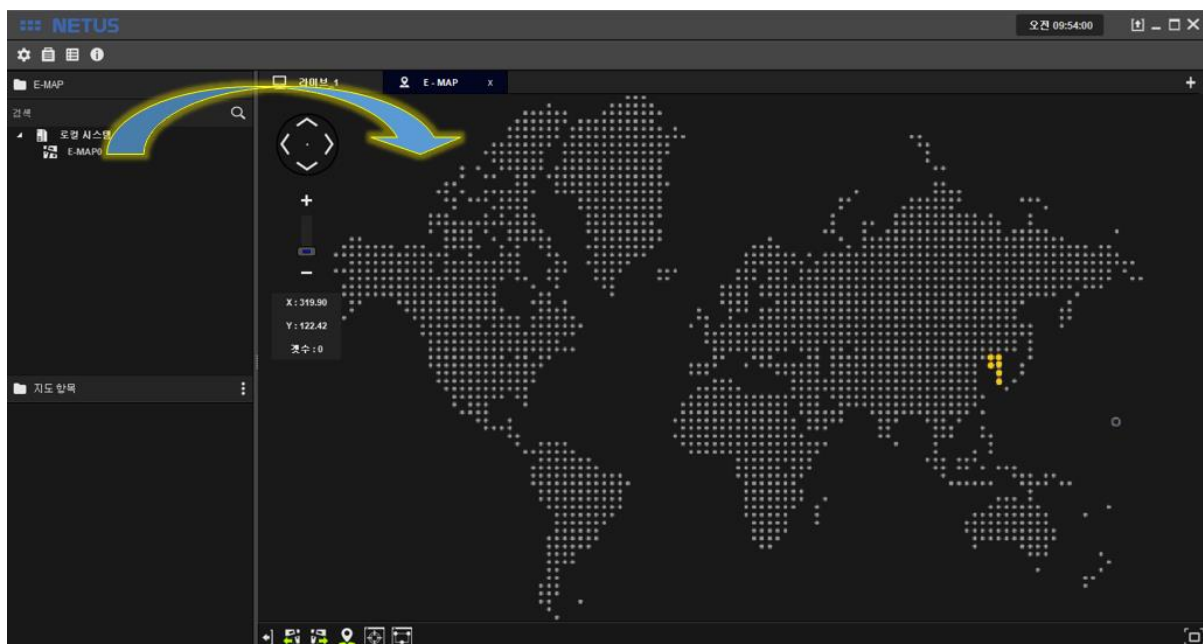 NETUS
오전 09:54:00
E-MAP
라이브_1
E - MAP
x
검색
로컬 시스템
E-MAP0
X : 319.90
Y : 122.42
갯수 : 0
지도 항목